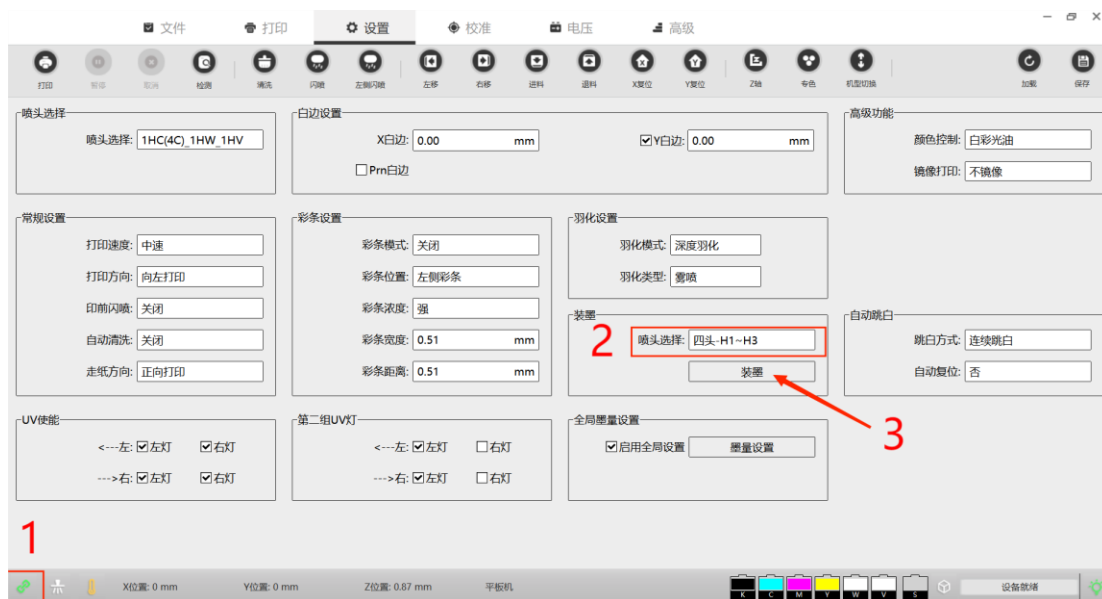 文件 打印 设置 校准 电压 高级
打印 暂停 取消 检测 清洗 闪喷 左侧闪喷 左移 右移 进料 退料 X复位 Y复位 Z轴 专色 机型切换 加载 保存
喷头选择
喷头选择: 1HC(4C)_1HW_1HV
白边设置
X白边: 0.00 mm Y白边: 0.00 mm
Prn白边
高级功能
颜色控制: 白彩光油
镜像打印: 不镜像
常规设置
打印速度: 中速
打印方向: 向左打印
印前闪喷: 关闭
自动清洗: 关闭
走纸方向: 正向打印
彩条设置
彩条模式: 关闭
彩条位置: 左侧彩条
彩条浓度: 强
彩条宽度: 0.51 mm
彩条距离: 0.51 mm
羽化设置
羽化模式: 深度羽化
羽化类型: 雾喷
装墨
2
喷头选择: 四头-H1~H3
装墨
3
自动跳白
跳白方式: 连续跳白
自动复位: 否
UV使能
<---左: 左灯 右灯
--->右: 左灯 右灯
第二组UV灯
<---左: 左灯 右灯
--->右: 左灯 右灯
全局墨量设置
启用全局设置 墨量设置
1
X位置: 0 mm Y位置: 0 mm Z位置: 0.87 mm 平板机 K C M Y W V S 设备就绪